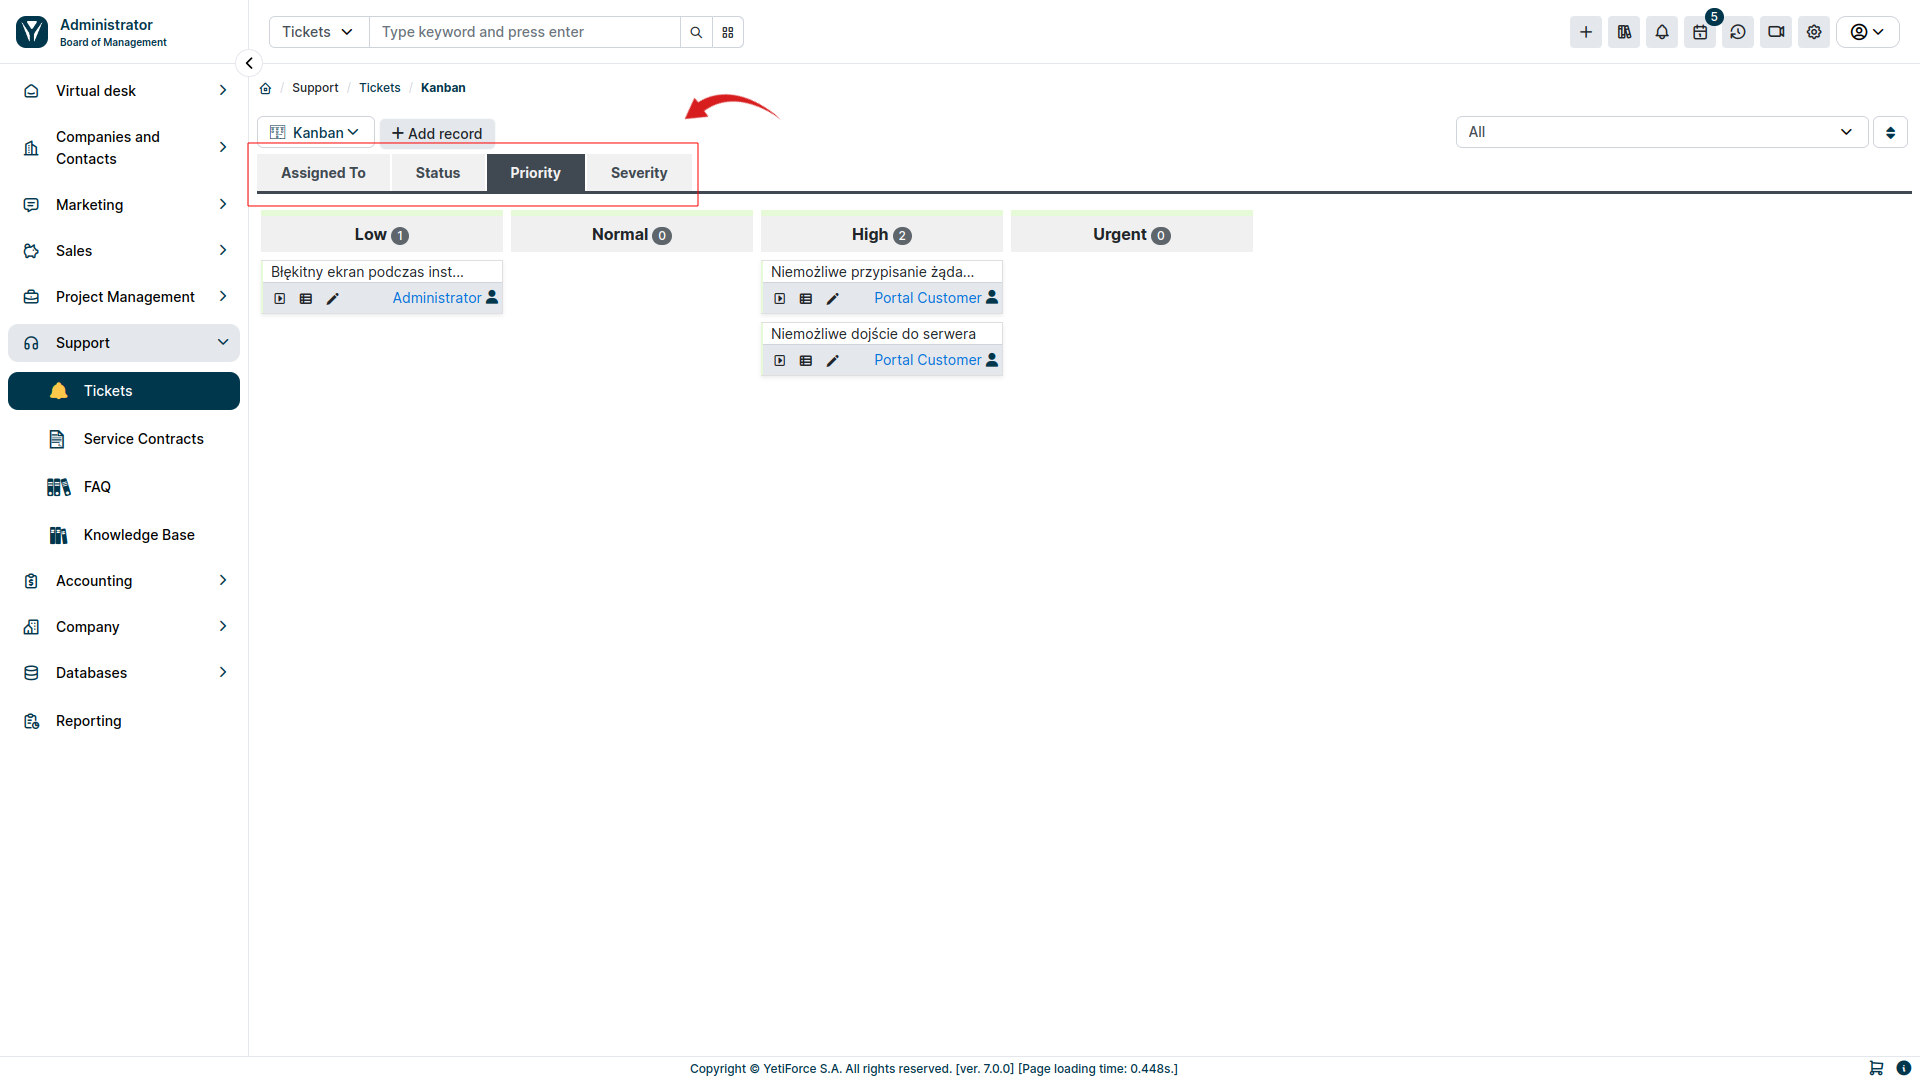 Administrator
Board of Management
Tickets
Type keyword and press enter
5
Virtual desk
Companies and
Contacts
Marketing
Sales
Project Management
Support
Tickets
Service Contracts
FAQ
Knowledge Base
Accounting
Company
Databases
Reporting
/ Support / Tickets / Kanban
Kanban
+ Add record
All
Assigned To
Status
Priority
Severity
Low 1
Normal 0
High 2
Urgent 0
Błękitny ekran podczas inst...
Administrator
Niemożliwe przypisanie żąda...
Portal Customer
Niemożliwe dojście do serwera
Portal Customer
Copyright © YetiForce S.A. All rights reserved. [ver. 7.0.0] [Page loading time: 0.448s.]